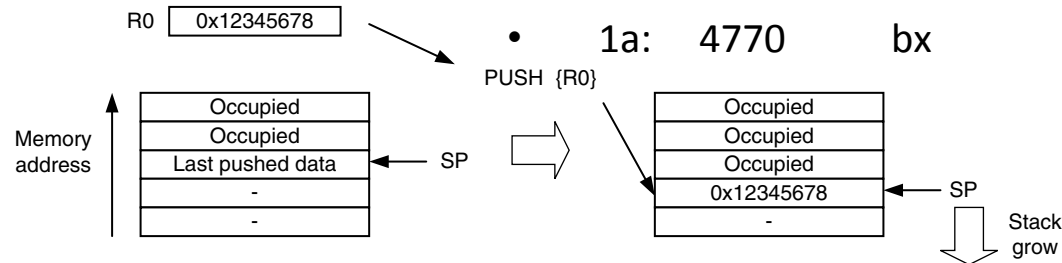 R0 0x12345678
• 1a: 4770 bx
PUSH {R0}
Memory address
Occupied
Occupied
Last pushed data
-
-
SP
Occupied
Occupied
Occupied
0x12345678
-
SP
Stack
grow